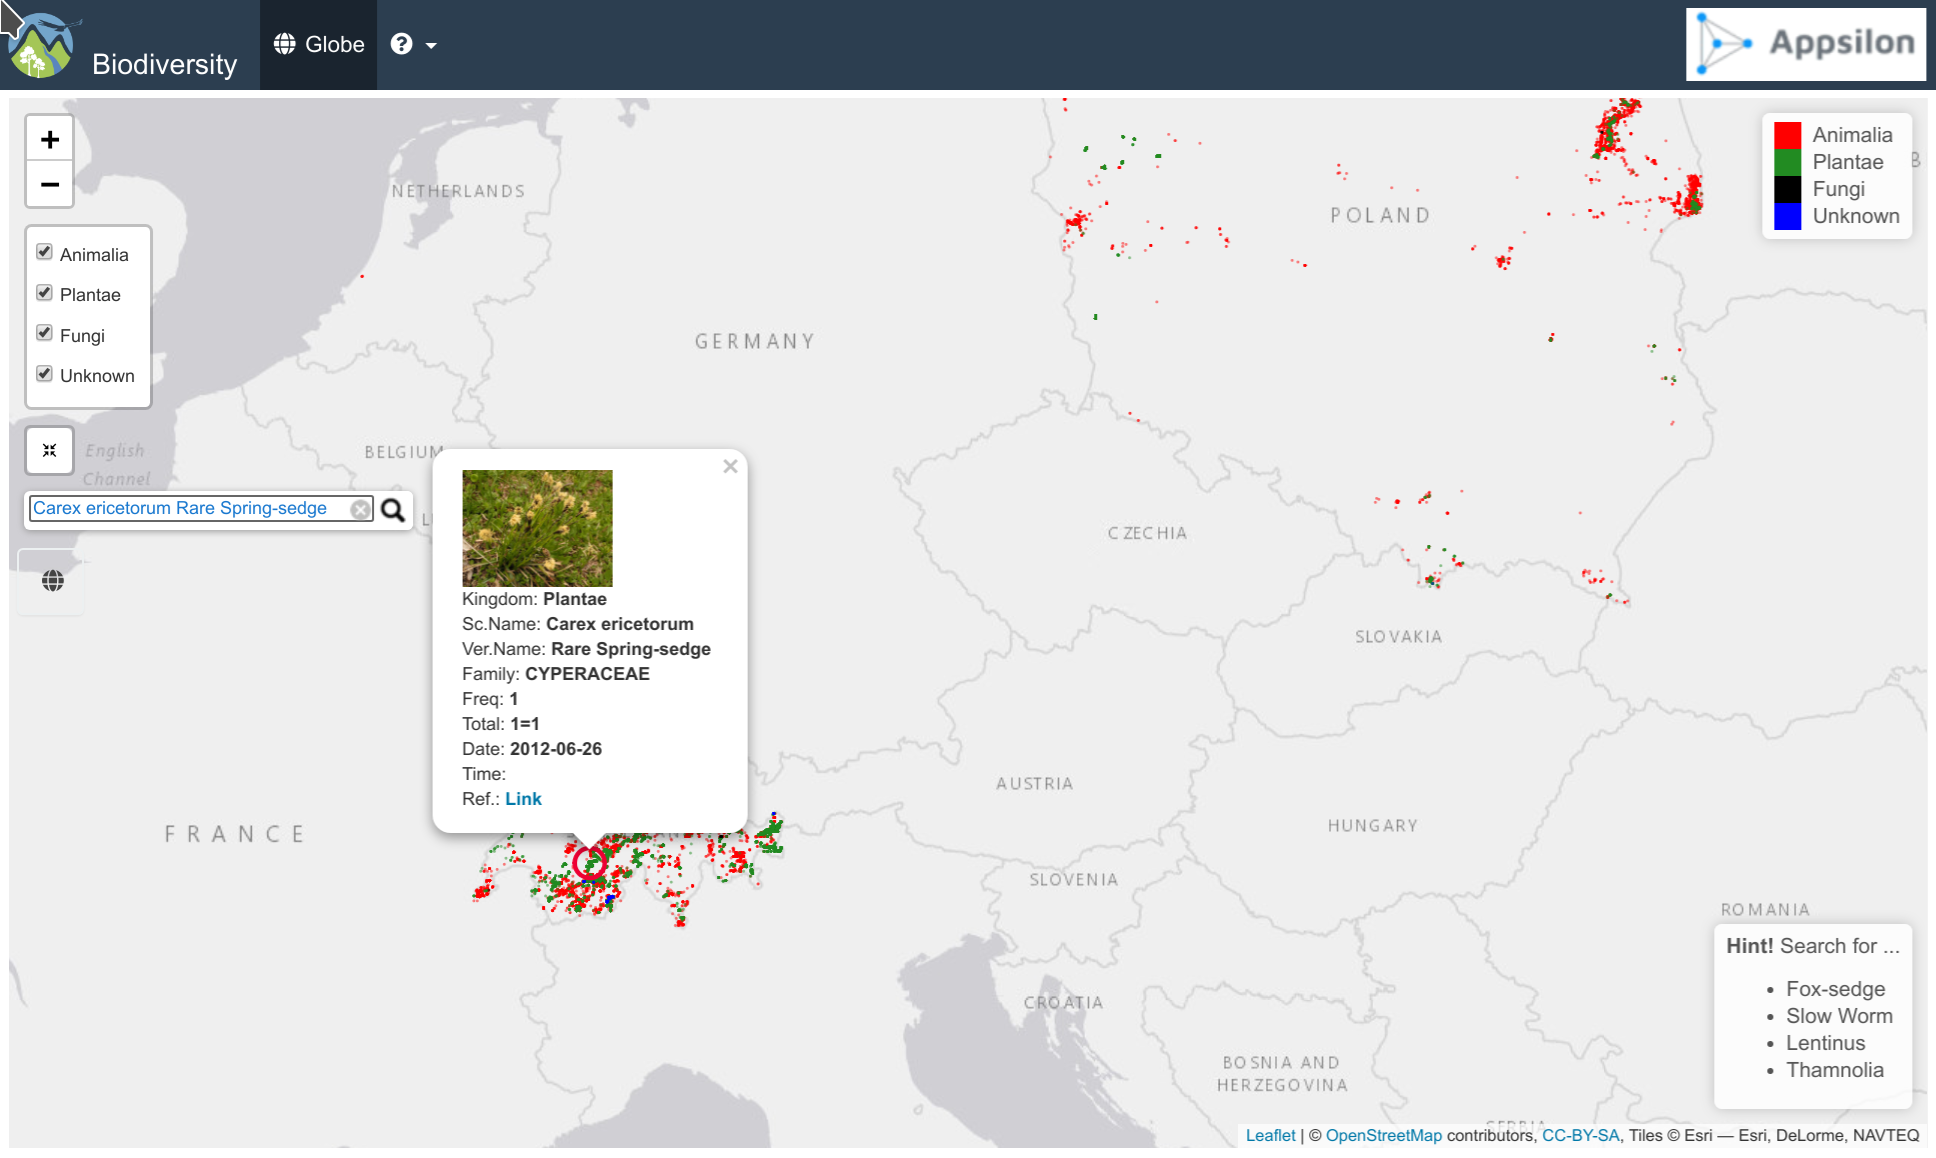 Biodiversity
Globe
?
Appsilon
+
−
Animalia
Plantae
Fungi
Unknown
Animalia
Plantae
Fungi
Unknown
B
NETHERLANDS
POLAND
GERMANY
English
Channel
BELGIUM
Carex ericetorum Rare Spring-sedge
L
×
Kingdom: Plantae
Sc.Name: Carex ericetorum
Ver.Name: Rare Spring-sedge
Family: CYPERACEAE
Freq: 1
Total: 1=1
Date: 2012-06-26
Time:
Ref.: Link
CZECHIA
SLOVAKIA
AUSTRIA
FRANCE
HUNGARY
SLOVENIA
ROMANIA
CROATIA
BOSNIA AND
HERZEGOVINA
SERBIA
Hint! Search for ...
• Fox-sedge
• Slow Worm
• Lentinus
• Thamnolia
Leaflet | © OpenStreetMap contributors, CC-BY-SA, Tiles © Esri — Esri, DeLorme, NAVTEQ